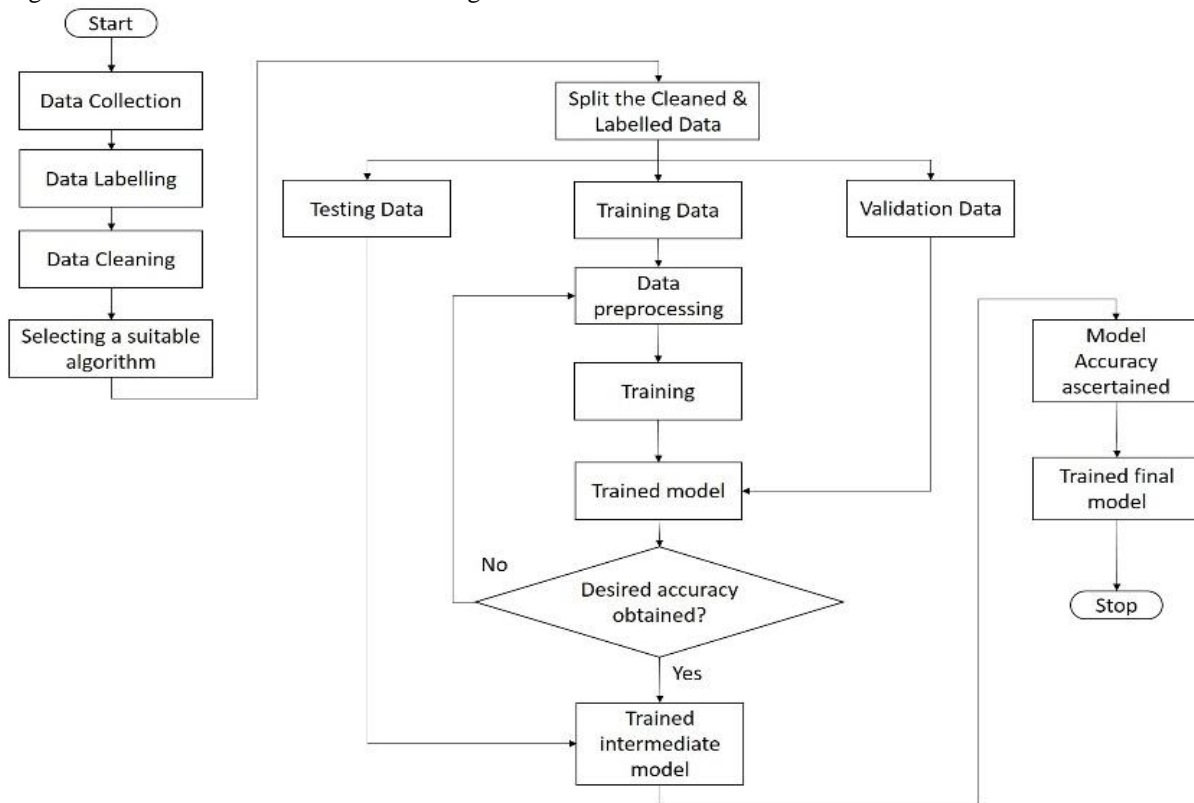 Start
Data Collection
Data Labelling
Data Cleaning
Selecting a suitable
algorithm
Split the Cleaned &
Labelled Data
Testing Data
Training Data
Validation Data
Data
preprocessing
Training
Trained model
Desired accuracy
obtained?
No
Yes
Trained
intermediate
model
Model
Accuracy
ascertained
Trained final
model
Stop